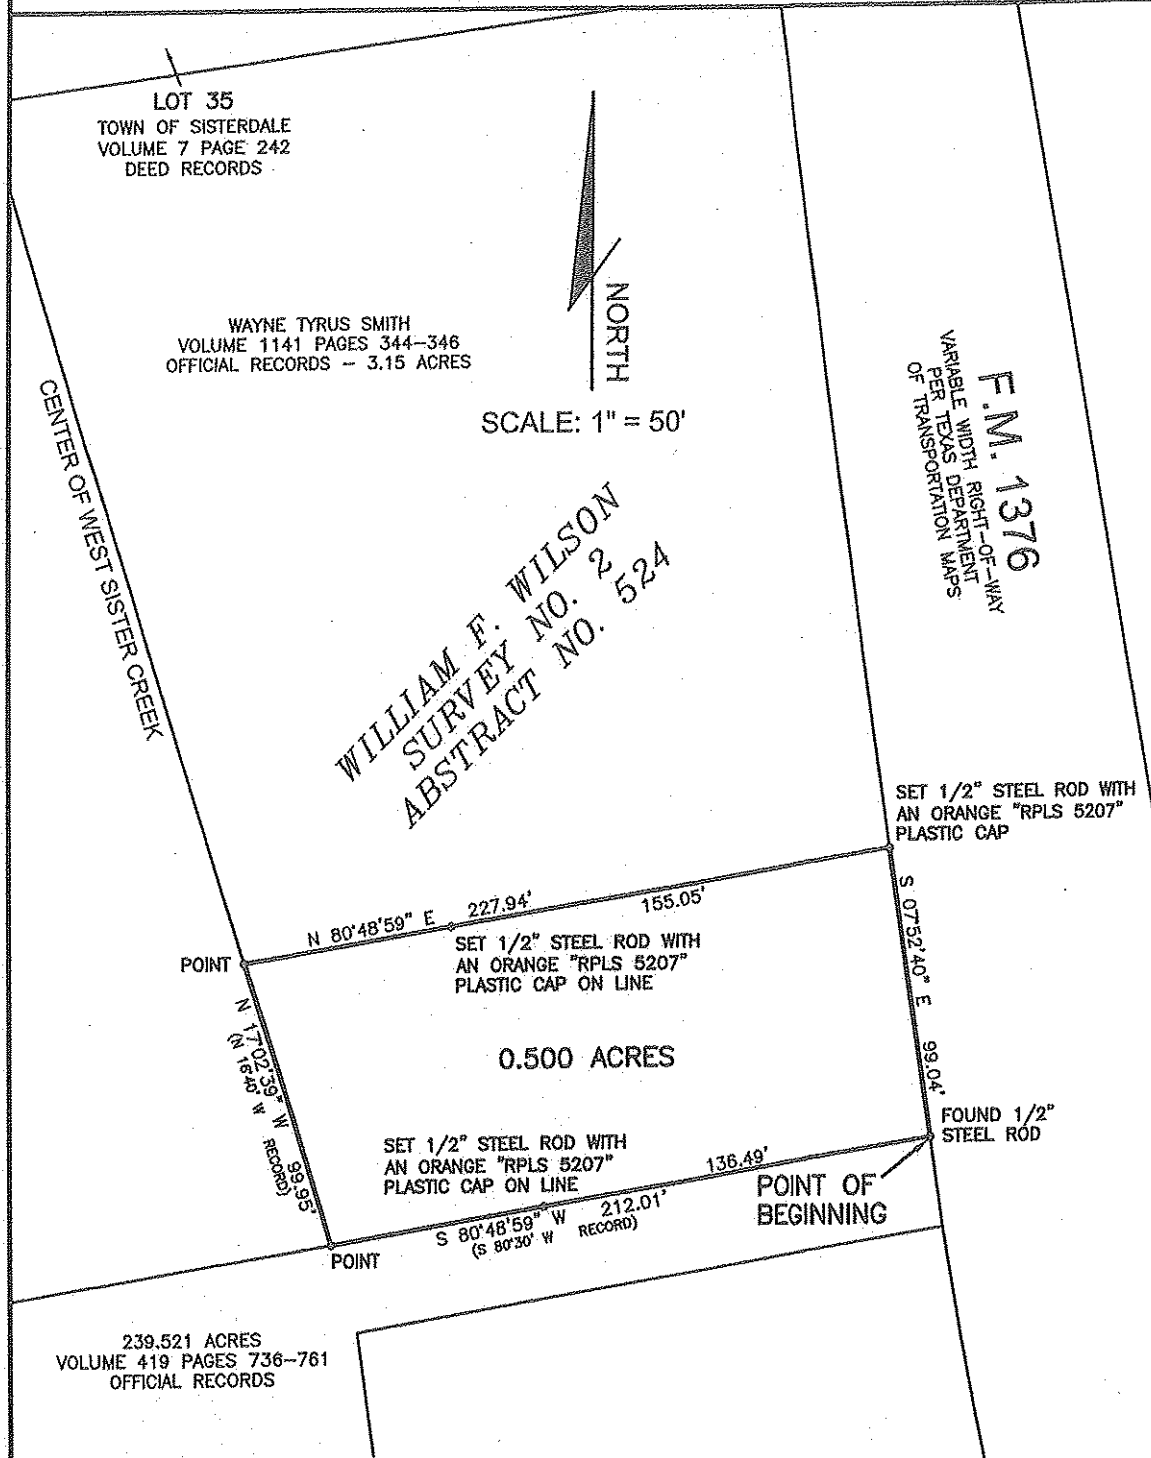 LOT 35
TOWN OF SISTERDALE
VOLUME 7 PAGE 242
DEED RECORDS
WAYNE TYRUS SMITH
VOLUME 1141 PAGES 344-346
OFFICIAL RECORDS - 3.15 ACRES
NORTH
SCALE: 1" = 50'
CENTER OF WEST SISTER CREEK
F.M. 1376
VARIABLE WIDTH RIGHT-OF-WAY
PER TEXAS DEPARTMENT
OF TRANSPORTATION MAPS
WILLIAM F. WILSON
SURVEY NO. 2
ABSTRACT NO. 524
SET 1/2" STEEL ROD WITH
AN ORANGE "RPLS 5207"
PLASTIC CAP
N 80°48'59" E 227.94'
155.05'
SET 1/2" STEEL ROD WITH
AN ORANGE "RPLS 5207"
PLASTIC CAP ON LINE
POINT
S 07°52'40" E 99.04'
N 17°02'39" W 99.95'
(N 16°40' W RECORD)
0.500 ACRES
FOUND 1/2"
STEEL ROD
SET 1/2" STEEL ROD WITH
AN ORANGE "RPLS 5207"
PLASTIC CAP ON LINE
136.49'
POINT OF
BEGINNING
S 80°48'59" W 212.01'
(S 80°30' W RECORD)
POINT
239.521 ACRES
VOLUME 419 PAGES 736-761
OFFICIAL RECORDS